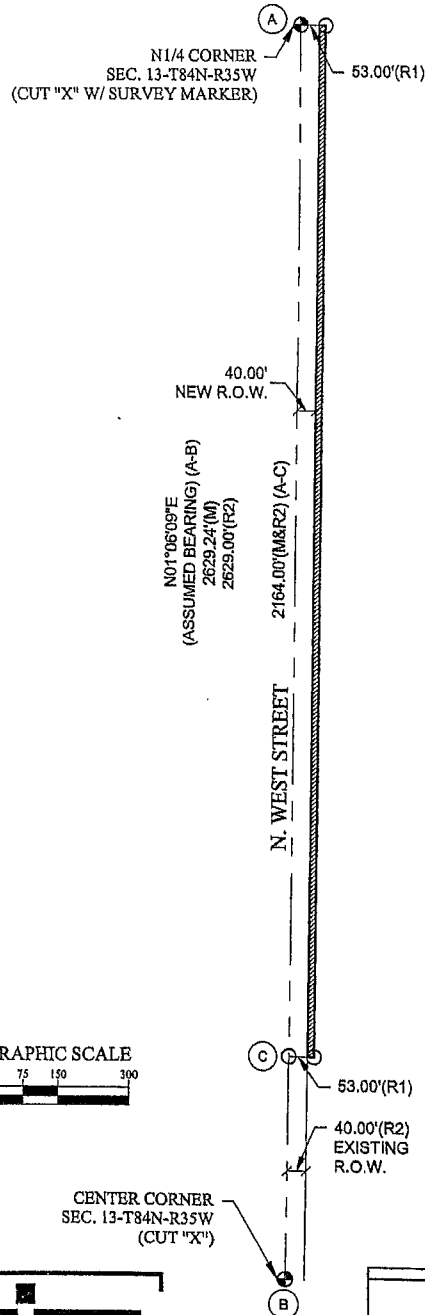 A
N1/4 CORNER
SEC. 13-T84N-R35W
(CUT "X" W/ SURVEY MARKER)
53.00'(R1)
40.00'
NEW R.O.W.
N01°06'09"E
(ASSUMED BEARING) (A-B)
2629.24'(M)
2629.00'(R2)
2164.00'(M&R2) (A-C)
N. WEST STREET
RAPHIC SCALE
75 150 300
C
53.00'(R1)
40.00'(R2)
EXISTING
R.O.W.
CENTER CORNER
SEC. 13-T84N-R35W
(CUT "X")
B